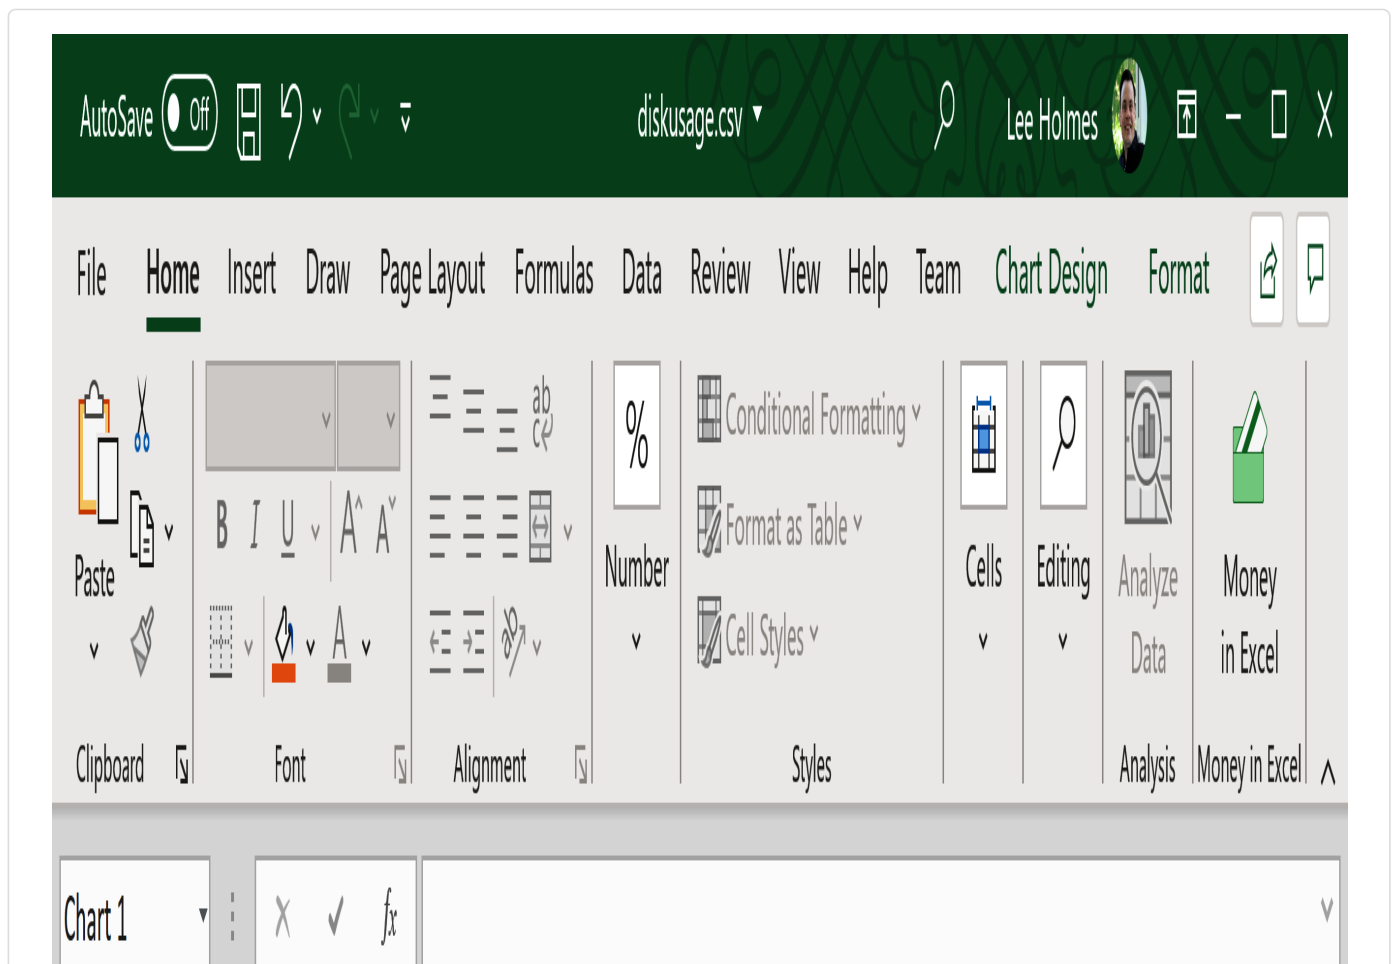 AutoSave Off diskusage.csv Lee Holmes
File Home Insert Draw Page Layout Formulas Data Review View Help Team Chart Design Format
ab
c
%
Conditional Formatting
B I U A A
Format as Table
Paste
Number
Cells
Editing
Analyze
Data
Money
in Excel
A
ab
Cell Styles
Clipboard Font Alignment Styles Analysis Money in Excel
Chart 1 fx